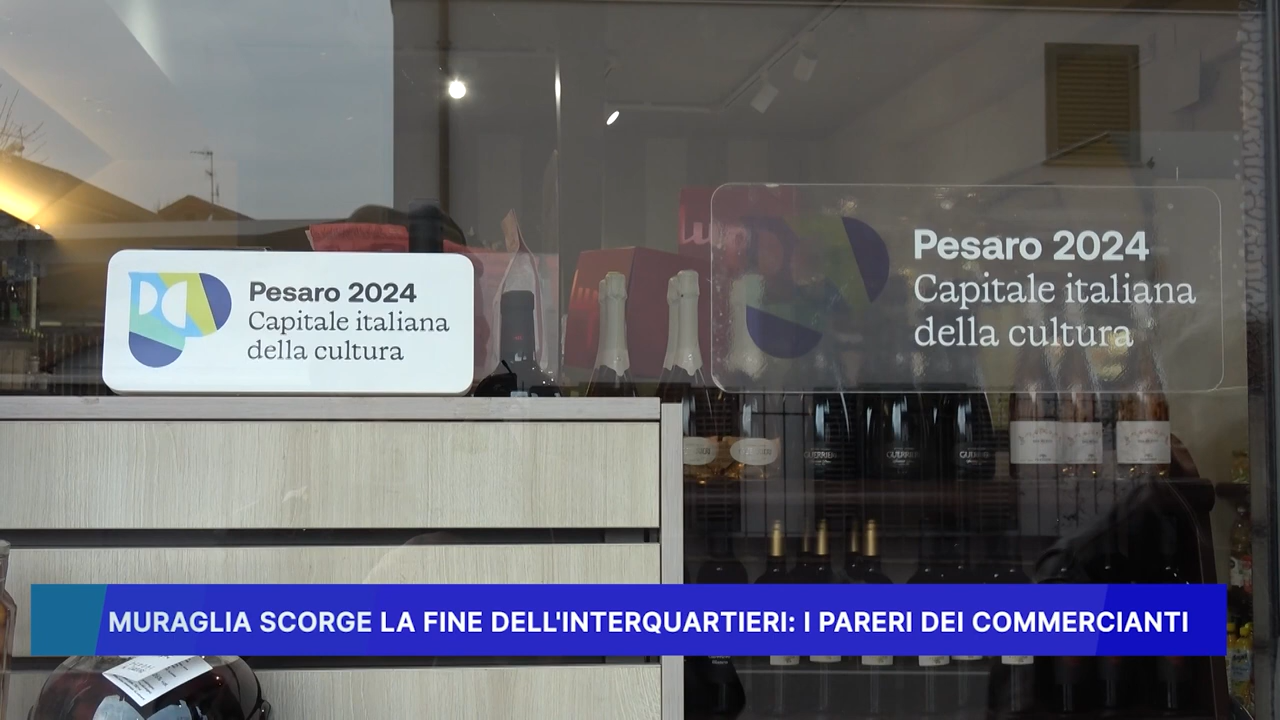 Pesaro 2024
Capitale italiana
della cultura
Pesaro 2024
Capitale italiana
della cultura
GUERRIERI
MURAGLIA SCORGE LA FINE DELL'INTERQUARTIERI: I PARERI DEI COMMERCIANTI